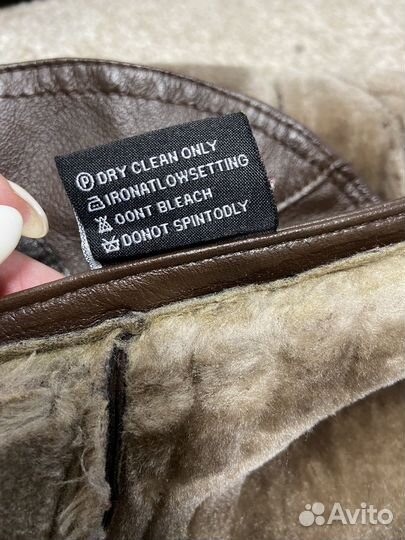 P DRY CLEAN ONLY
IRONATLOWSETTING
OONT BLEACH
DONOT SPINTODLY
Avito